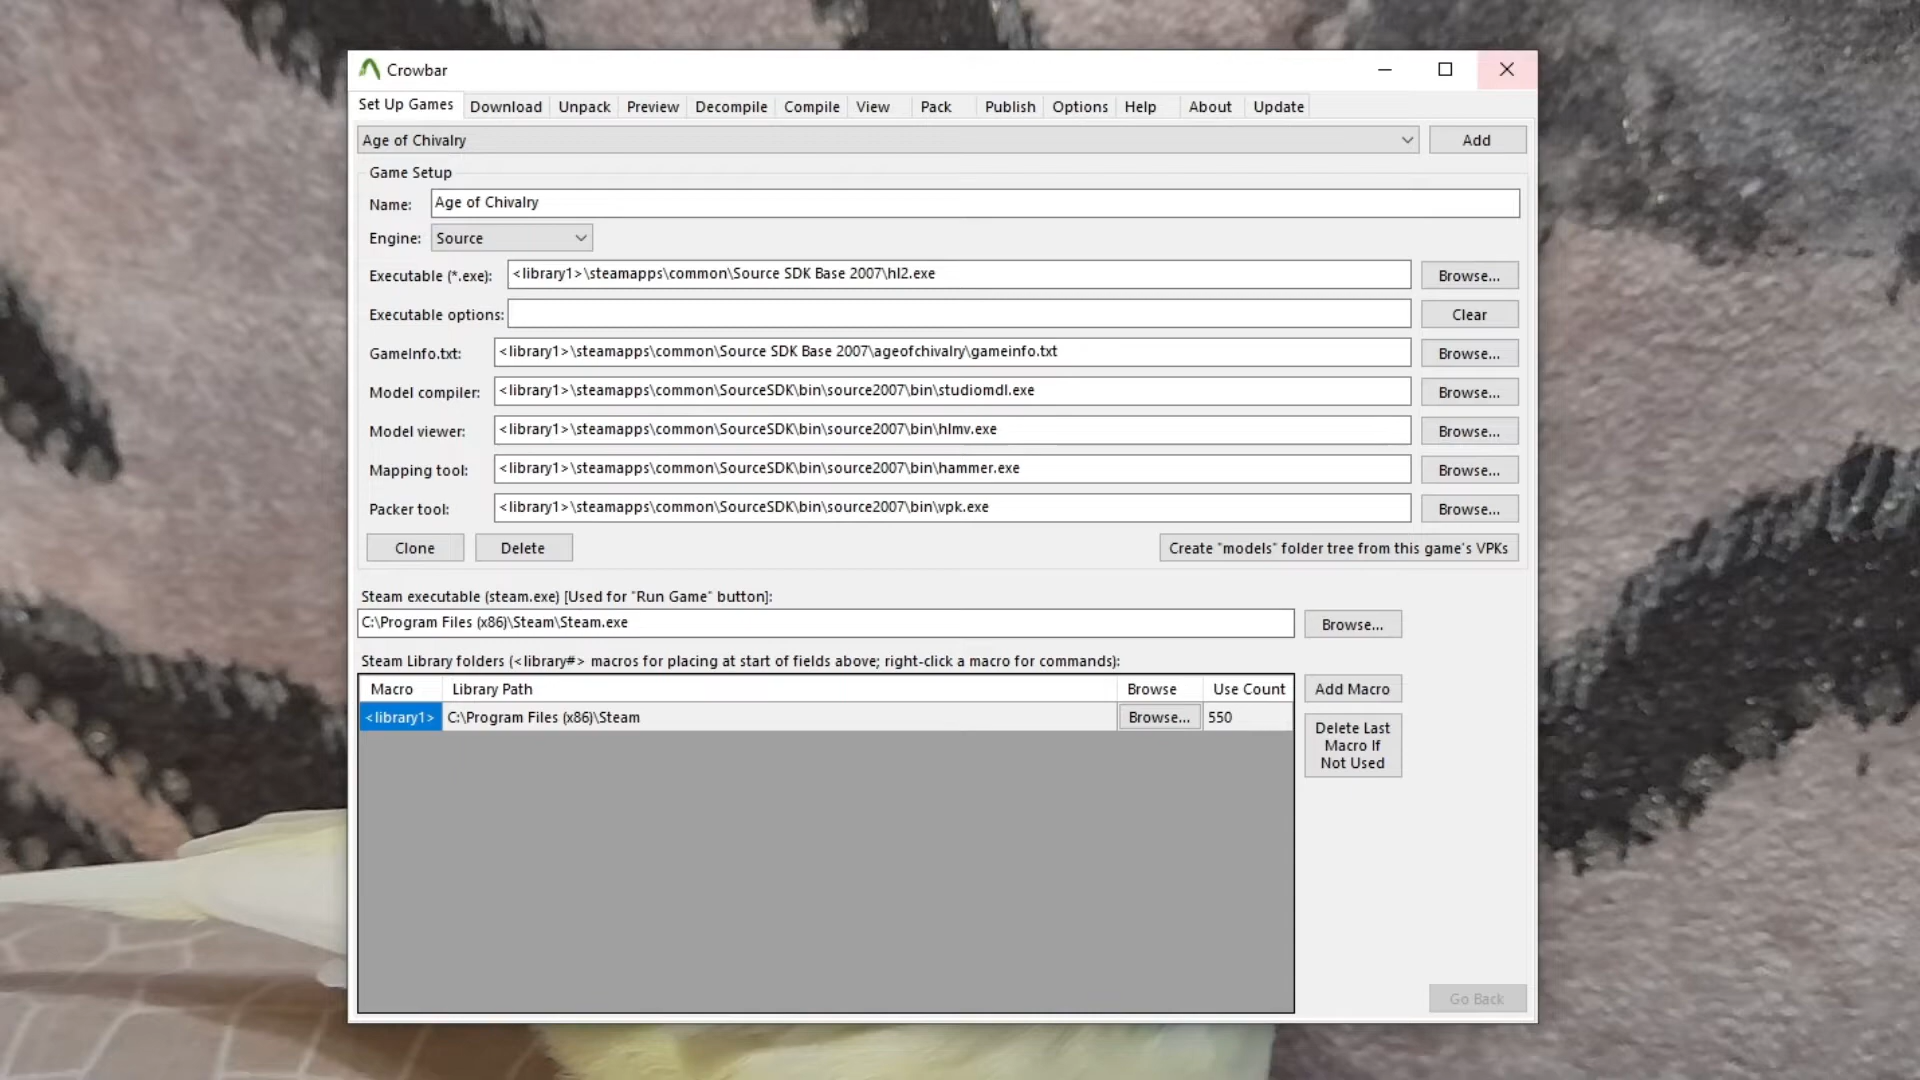 Crowbar
Set Up Games Download Unpack Preview Decompile Compile View Pack Publish Options Help About Update
Age of Chivalry Add
Game Setup
Name: Age of Chivalry
Engine: Source
Executable (*.exe): <library1>\steamapps\common\Source SDK Base 2007\hl2.exe Browse...
Executable options: Clear
GameInfo.txt: <library1>\steamapps\common\Source SDK Base 2007\ageofchivalry\gameinfo.txt Browse...
Model compiler: <library1>\steamapps\common\SourceSDK\bin\source2007\bin\studiomdl.exe Browse...
Model viewer: <library1>\steamapps\common\SourceSDK\bin\source2007\bin\hlmv.exe Browse...
Mapping tool: <library1>\steamapps\common\SourceSDK\bin\source2007\bin\hammer.exe Browse...
Packer tool: <library1>\steamapps\common\SourceSDK\bin\source2007\bin\vpk.exe Browse...
Clone Delete Create "models" folder tree from this game's VPKs
Steam executable (steam.exe) [Used for "Run Game" button]:
C:\Program Files (x86)\Steam\Steam.exe Browse...
Steam Library folders (<library#> macros for placing at start of fields above; right-click a macro for commands):
Macro Library Path Browse Use Count Add Macro
<library1> C:\Program Files (x86)\Steam Browse... 550
Delete Last
Macro If
Not Used
Go Back